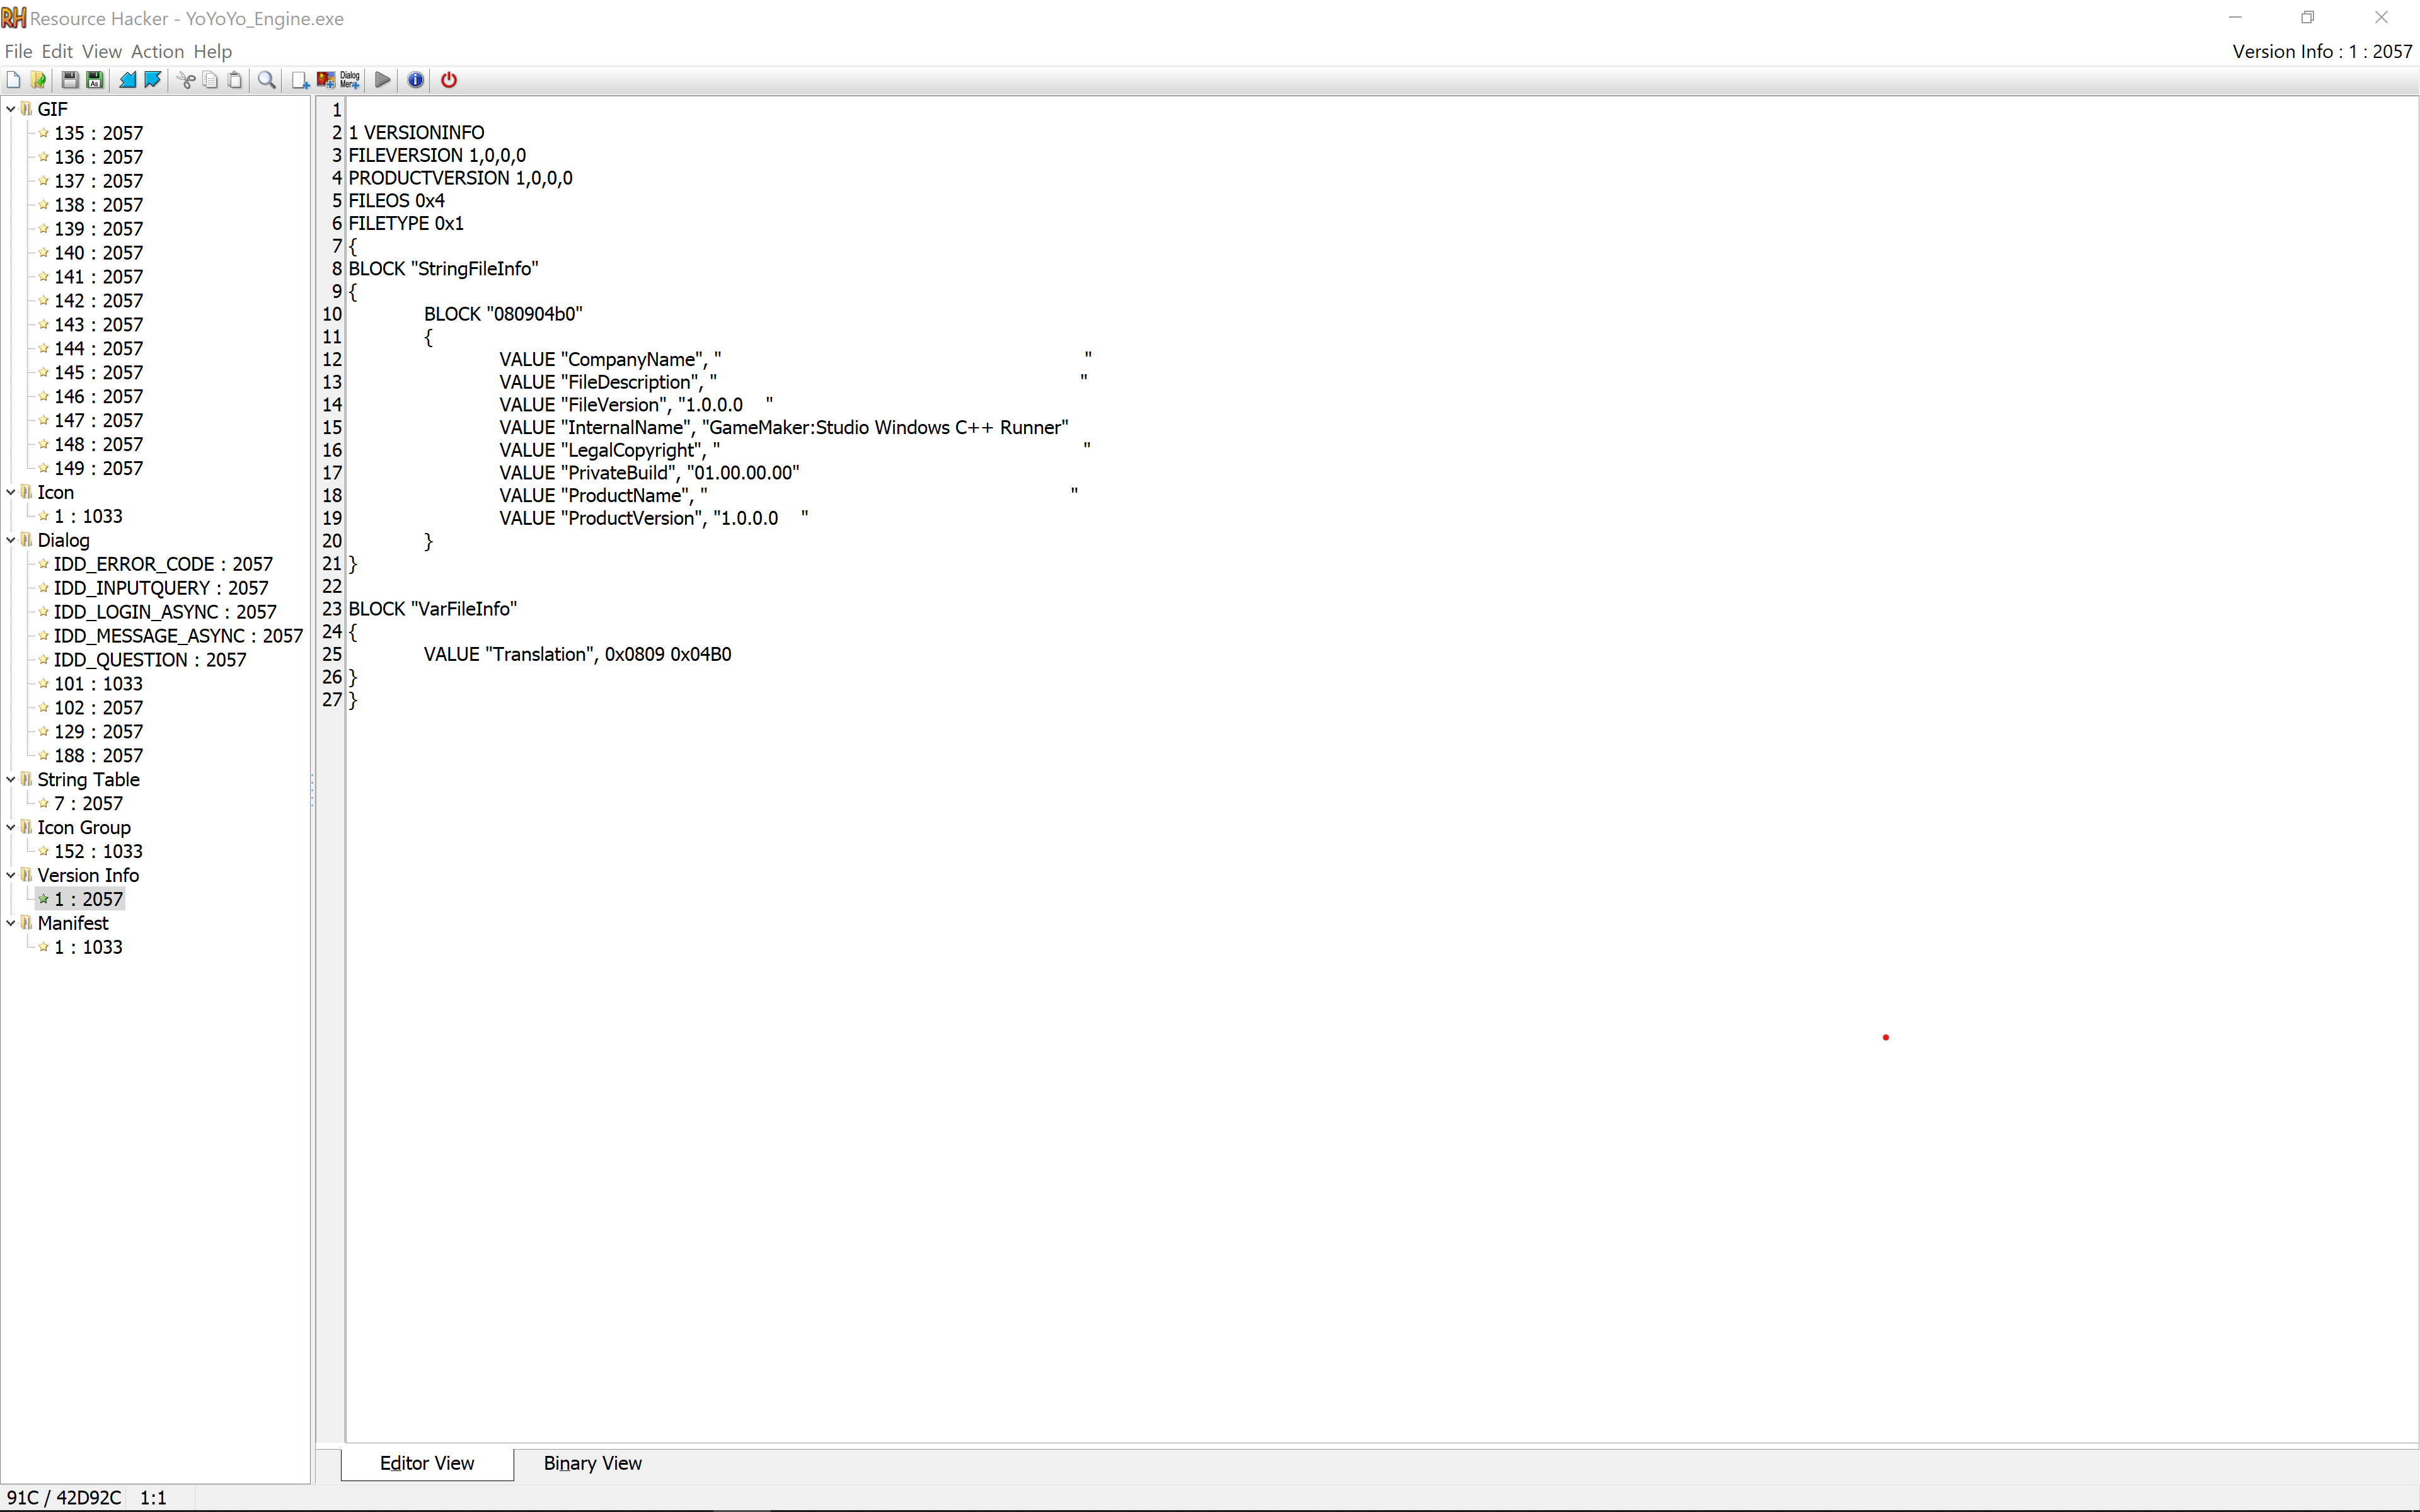 Resource Hacker - YoYoYo_Engine.exe
File Edit View Action Help
Version Info : 1 : 2057
GIF
135 : 2057
136 : 2057
137 : 2057
138 : 2057
139 : 2057
140 : 2057
141 : 2057
142 : 2057
143 : 2057
144 : 2057
145 : 2057
146 : 2057
147 : 2057
148 : 2057
149 : 2057
Icon
1 : 1033
Dialog
IDD_ERROR_CODE : 2057
IDD_INPUTQUERY : 2057
IDD_LOGIN_ASYNC : 2057
IDD_MESSAGE_ASYNC : 2057
IDD_QUESTION : 2057
101 : 1033
102 : 2057
129 : 2057
188 : 2057
String Table
7 : 2057
Icon Group
152 : 1033
Version Info
1 : 2057
Manifest
1 : 1033
1
2 1 VERSIONINFO
3 FILEVERSION 1,0,0,0
4 PRODUCTVERSION 1,0,0,0
5 FILEOS 0x4
6 FILETYPE 0x1
7 {
8 BLOCK "StringFileInfo"
9 {
10 BLOCK "080904b0"
11 {
12 VALUE "CompanyName", " "
13 VALUE "FileDescription", " "
14 VALUE "FileVersion", "1.0.0.0 "
15 VALUE "InternalName", "GameMaker:Studio Windows C++ Runner"
16 VALUE "LegalCopyright", " "
17 VALUE "PrivateBuild", "01.00.00.00"
18 VALUE "ProductName", " "
19 VALUE "ProductVersion", "1.0.0.0 "
20 }
21 }
22
23 BLOCK "VarFileInfo"
24 {
25 VALUE "Translation", 0x0809 0x04B0
26 }
27 }
Editor View Binary View
91C / 42D92C 1:1